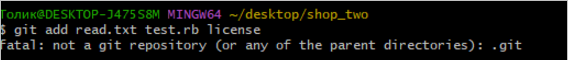 Толик@DESKTOP-J475S8M MINGW64 ~/desktop/shop_two
$ git add read.txt test.rb license
fatal: not a git repository (or any of the parent directories): .git